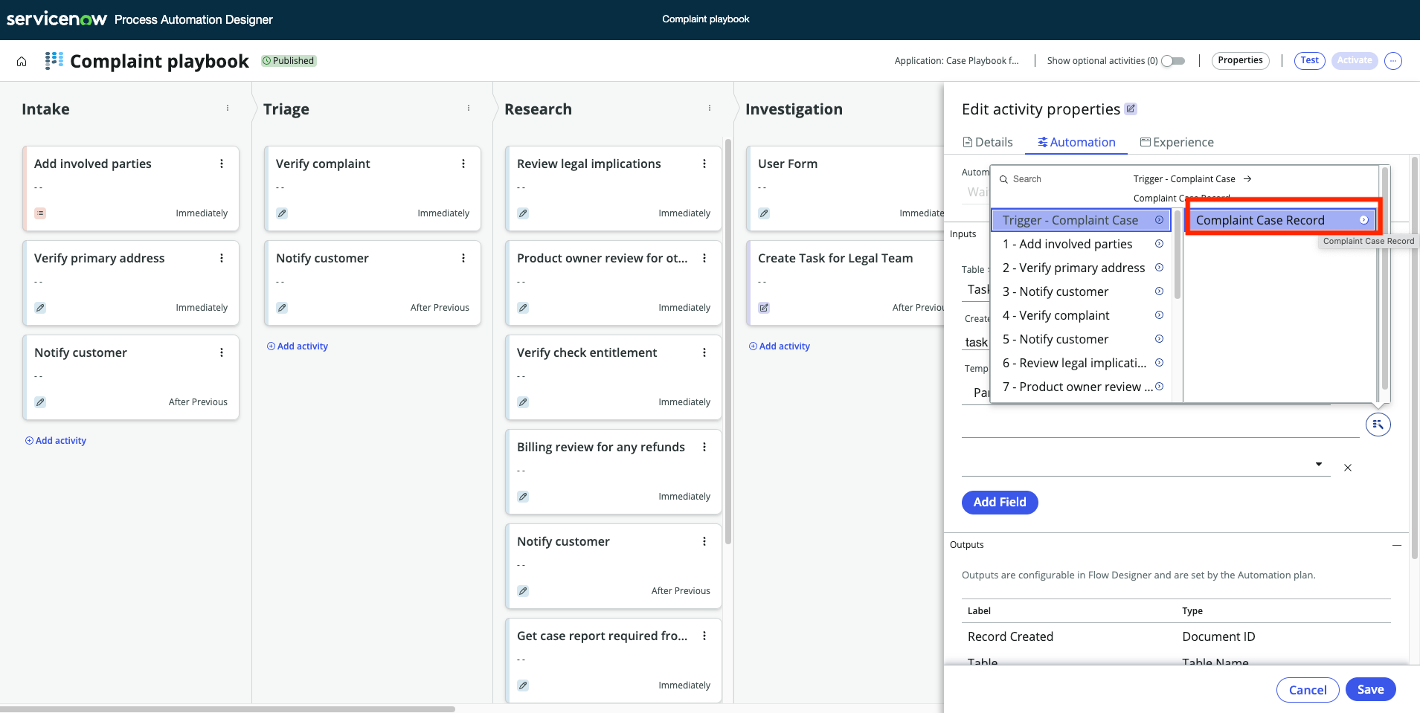 servicenow Process Automation Designer
Complaint playbook
Complaint playbook
Published
Application: Case Playbook f...
Show optional activities (0)
Properties
Test
Activate
Intake
Add involved parties
--
Immediately
Verify primary address
--
Immediately
Notify customer
--
After Previous
Add activity
Triage
Verify complaint
--
Immediately
Notify customer
--
After Previous
Add activity
Research
Review legal implications
--
Immediately
Product owner review for ot...
--
Immediately
Verify check entitlement
--
Immediately
Billing review for any refunds
--
Immediately
Notify customer
--
After Previous
Get case report required fro...
--
Immediately
Investigation
User Form
--
Immedia
Create Task for Legal Team
--
After Previou
Add activity
Edit activity properties
Details
Automation
Experience
Autom
Wai
Inputs
Table
Task
Create
task
Temp
Par
Search
Trigger - Complaint Case →
Complaint Case Record
Trigger - Complaint Case
1 - Add involved parties
2 - Verify primary address
3 - Notify customer
4 - Verify complaint
5 - Notify customer
6 - Review legal implicati...
7 - Product owner review ...
Complaint Case Record
Complaint Case Record
Add Field
Outputs
Outputs are configurable in Flow Designer and are set by the Automation plan.
Label Type
Record Created Document ID
Table Table Name
Cancel
Save